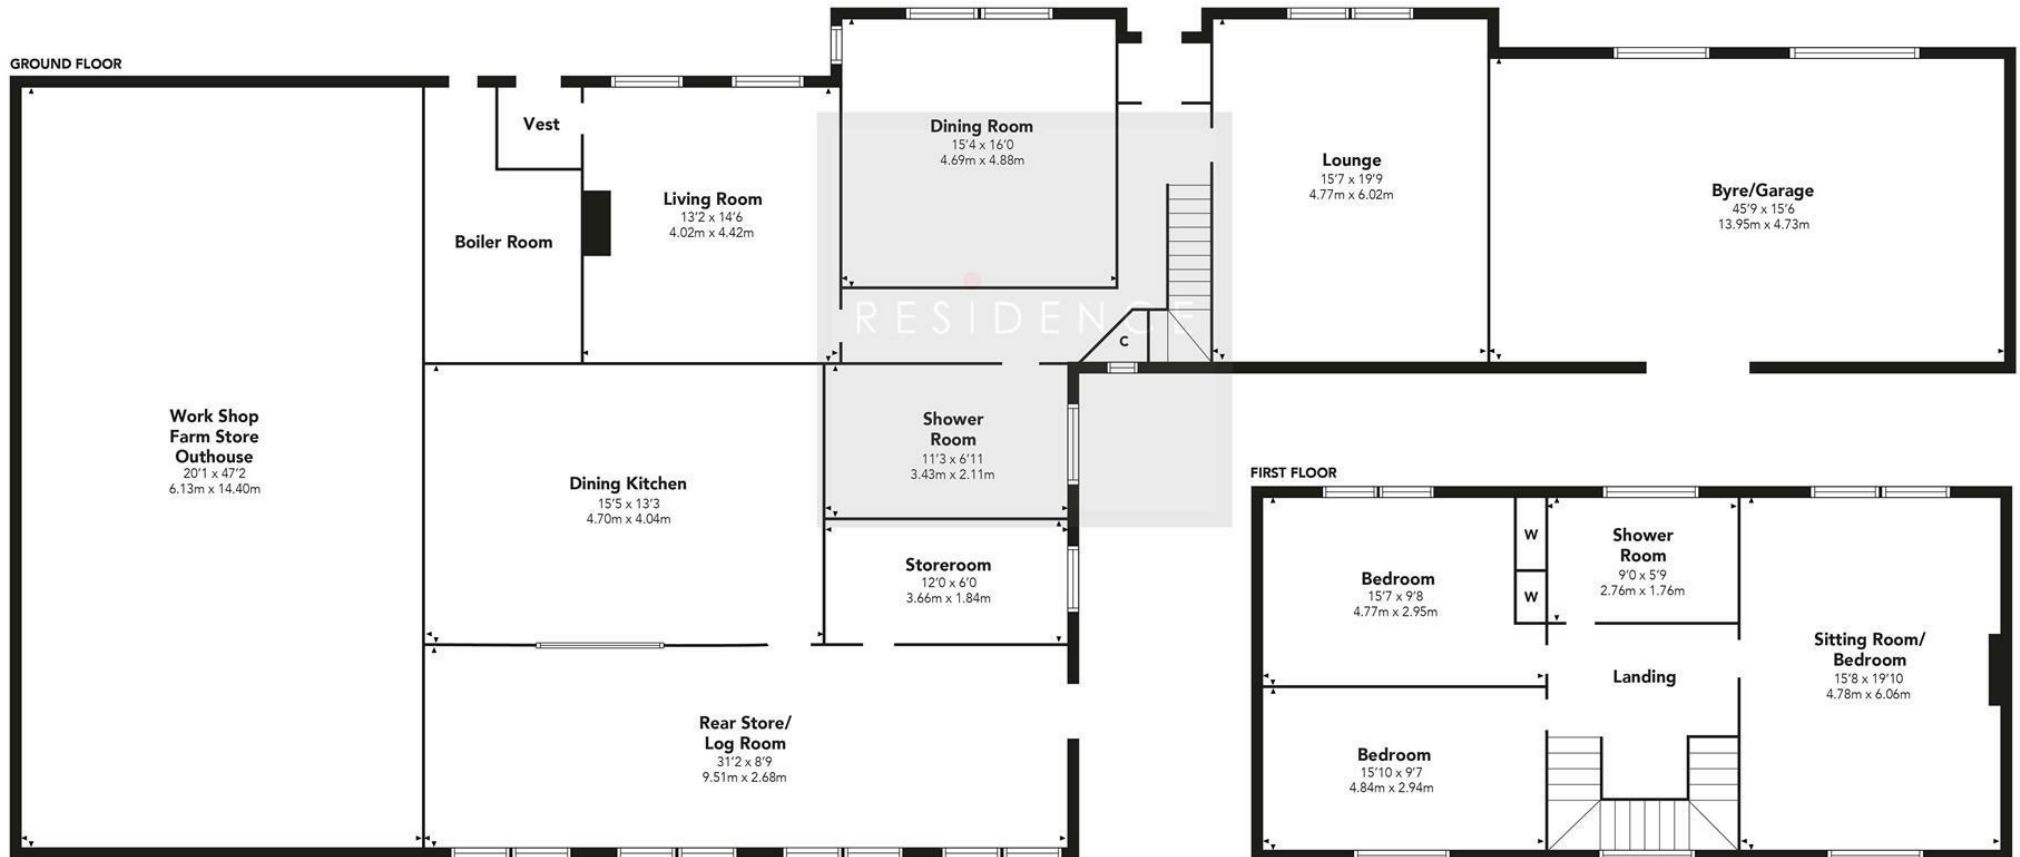 GROUND FLOOR
Vest
Boiler Room
Living Room
13'2 x 14'6
4.02m x 4.42m
Dining Room
15'4 x 16'0
4.69m x 4.88m
Lounge
15'7 x 19'9
4.77m x 6.02m
Byre/Garage
45'9 x 15'6
13.95m x 4.73m
RESIDENCE
C
Work Shop
Farm Store
Outhouse
20'1 x 47'2
6.13m x 14.40m
Dining Kitchen
15'5 x 13'3
4.70m x 4.04m
Shower
Room
11'3 x 6'11
3.43m x 2.11m
Storeroom
12'0 x 6'0
3.66m x 1.84m
Rear Store/
Log Room
31'2 x 8'9
9.51m x 2.68m
FIRST FLOOR
Bedroom
15'7 x 9'8
4.77m x 2.95m
W
W
Shower
Room
9'0 x 5'9
2.76m x 1.76m
Landing
Sitting Room/
Bedroom
15'8 x 19'10
4.78m x 6.06m
Bedroom
15'10 x 9'7
4.84m x 2.94m